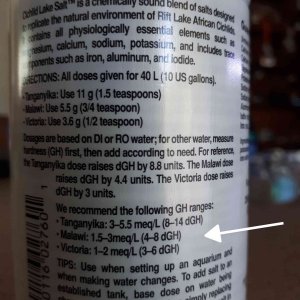 Cichlid Lake Salt™ is a chemically sound blend of salts designed
to replicate the natural environment of Rift Lake African Cichlids
contains all physiologically essential elements such as
nesium, calcium, sodium, potassium, and includes trace
components such as iron, aluminum, and iodate.
DIRECTIONS: All doses given for 40 L (10 US gallons).
• Tanganyika: Use 11 g (1.5 teaspoons)
• Malawi: Use 5.5 g (3/4 teaspoon)
• Victoria: Use 3.6 g (1/2 teaspoon)
Dosages are based on DI or RO water; for other water, measure
hardness (GH) first, then add according to need. For reference,
the Tanganyika dose raises dGH by 8.8 units. The Malawi dose
raises dGH by 4.4 units. The Victoria dose raises
dGH by 3 units.
We recommend the following GH ranges:
• Tanganyika: 3–5.5 meq/L (8–14 dGH)
• Malawi: 1.5–3meq/L (4–8 dGH)
• Victoria: 1–2 meq/L (3–6 dGH)
TIPS: Use when setting up an aquarium and
when making water changes. To add salt to an
established tank, base dose on water being
simply replacing